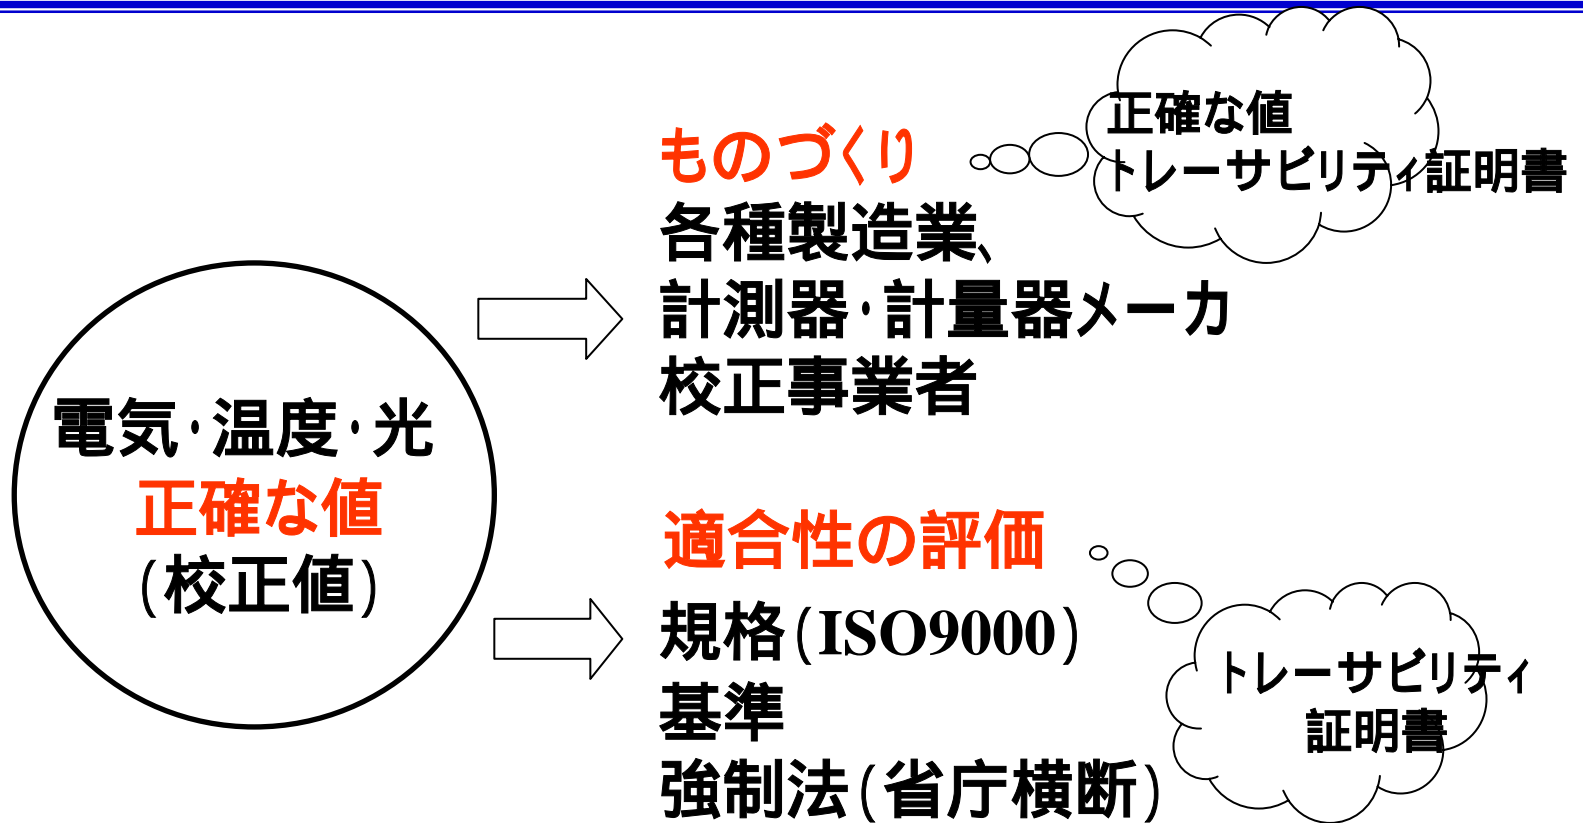 正確な値
トレーサビリティ証明書
ものづくり
各種製造業、
計測器・計量器メーカ
校正事業者
電気・温度・光
正確な値
(校正値)
適合性の評価
規格(ISO9000)
基準
強制法(省庁横断)
トレーサビリティ
証明書